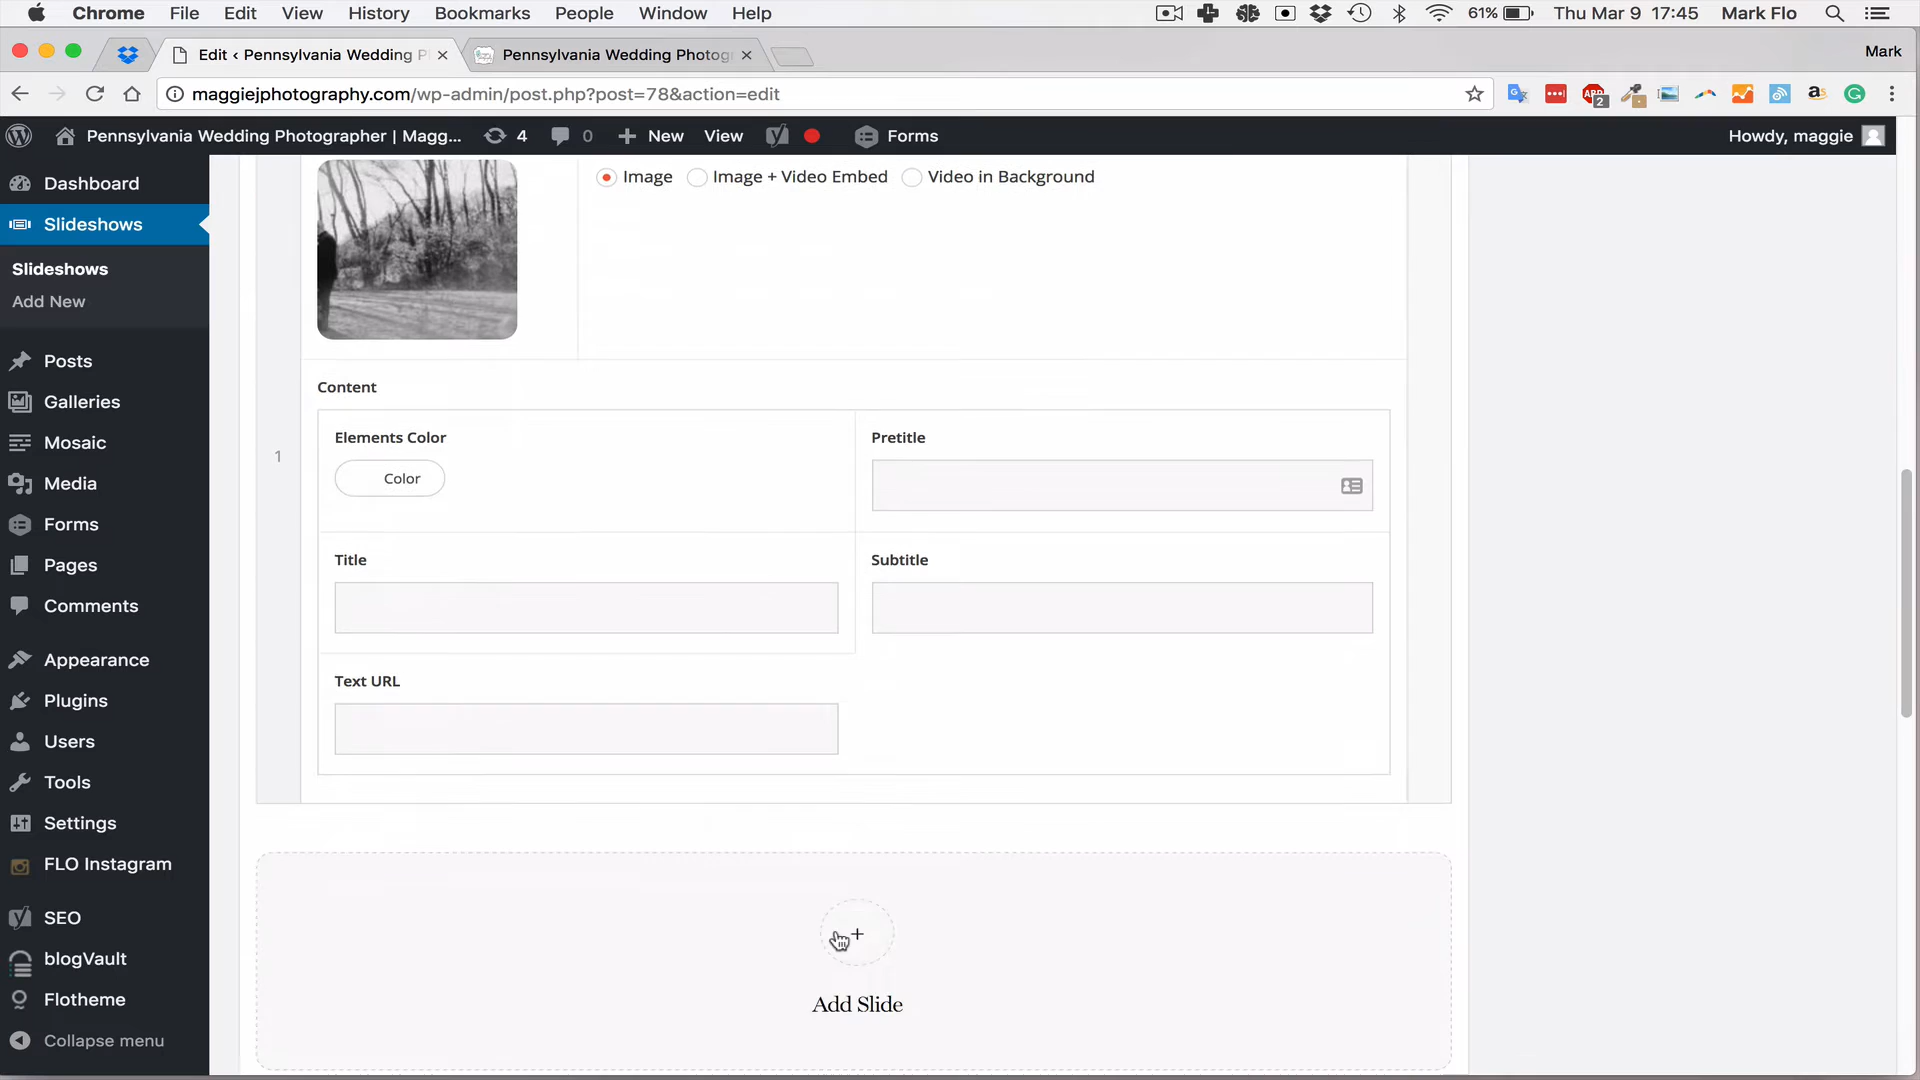 Chrome File Edit View History Bookmarks People Window Help 61% Thu Mar 9 17:45 Mark Flo
Edit ‹ Pennsylvania Wedding P
Pennsylvania Wedding Photog
Mark
maggiejphotography.com/wp-admin/post.php?post=78&action=edit
ABP
2
a
G
Pennsylvania Wedding Photographer | Magg... 4 0 New View Forms Howdy, maggie
Dashboard
Slideshows
Slideshows
Add New
Posts
Galleries
Mosaic
Media
Forms
Pages
Comments
Appearance
Plugins
Users
Tools
Settings
FLO Instagram
SEO
blogVault
Flotheme
Collapse menu
Image Image + Video Embed Video in Background
1
Content
Elements Color
Color
Pretitle
Title
Subtitle
Text URL
+
Add Slide